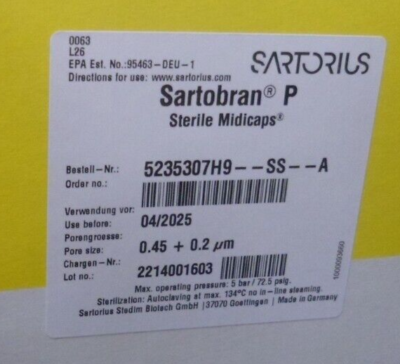 0063
L26
EPA Est. No.:95463-DEU-1
Directions for use: www.sartorius.com
SARTORIUS
Sartobran® P
Sterile Midicaps®
Bestell-Nr.:
Order no.:
5235307H9--SS--A
Verwendung vor:
Use before:
04/2025
Porengroesse:
Pore size:
0.45 + 0.2 µm
Chargen-Nr.:
Lot no.:
2214001603
Max. operating pressure: 5 bar / 72.5 psig.
Sterilization: Autoclaving at max. 134°C no in-line steaming.
Sartorius Stedim Biotech GmbH |37070 Goettingen | Made in Germany